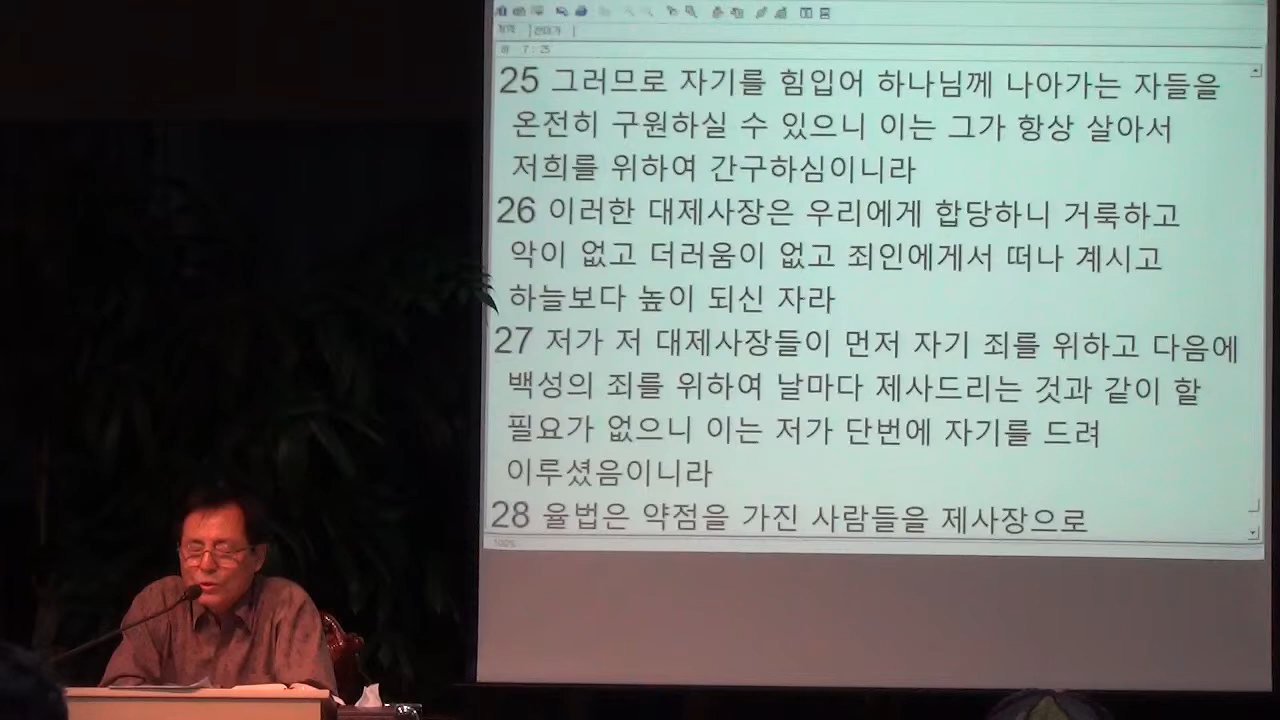 개역
히 7:25
25 그러므로 자기를 힘입어 하나님께 나아가는 자들을
온전히 구원하실 수 있으니 이는 그가 항상 살아서
저희를 위하여 간구하심이니라
26 이러한 대제사장은 우리에게 합당하니 거룩하고
악이 없고 더러움이 없고 죄인에게서 떠나 계시고
하늘보다 높이 되신 자라
27 저가 저 대제사장들이 먼저 자기 죄를 위하고 다음에
백성의 죄를 위하여 날마다 제사드리는 것과 같이 할
필요가 없으니 이는 저가 단번에 자기를 드려
이루셨음이니라
28 율법은 약점을 가진 사람들을 제사장으로
100%